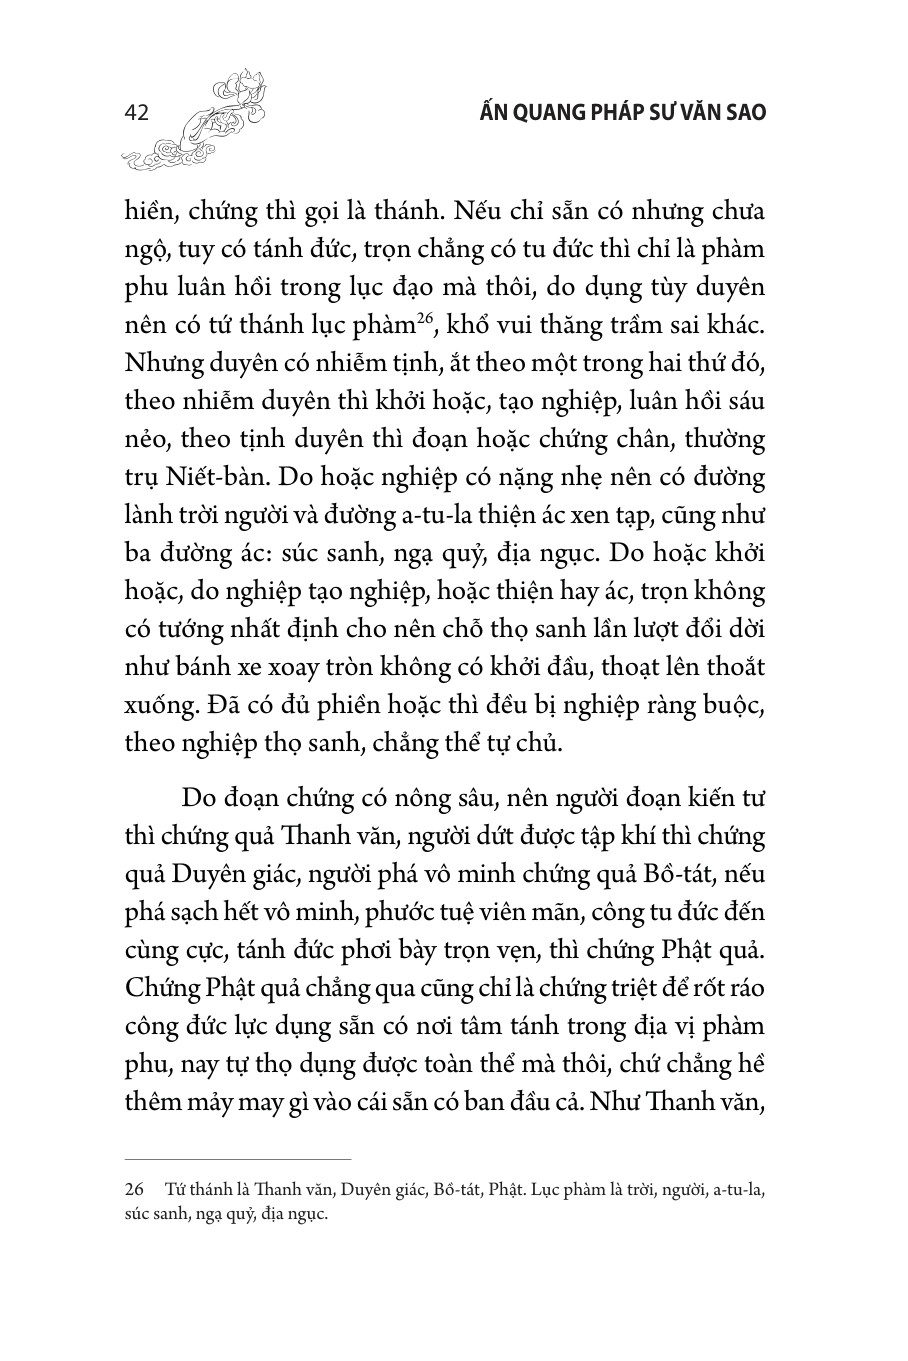 42
ẤN QUANG PHÁP SƯ VĂN SAO
hiền, chứng thì gọi là thánh. Nếu chỉ sẵn có nhưng chưa
ngộ, tuy có tánh đức, trọn chẳng có tu đức thì chỉ là phàm
phu luân hồi trong lục đạo mà thôi, do dụng tùy duyên
nên có tứ thánh lục phàm26, khổ vui thăng trầm sai khác.
Nhưng duyên có nhiễm tịnh, ắt theo một trong hai thứ đó,
theo nhiễm duyên thì khởi hoặc, tạo nghiệp, luân hồi sáu
nẻo, theo tịnh duyên thì đoạn hoặc chứng chân, thường
trụ Niết-bàn. Do hoặc nghiệp có nặng nhẹ nên có đường
lành trời người và đường a-tu-la thiện ác xen tạp, cũng như
ba đường ác: súc sanh, ngạ quỷ, địa ngục. Do hoặc khởi
hoặc, do nghiệp tạo nghiệp, hoặc thiện hay ác, trọn không
có tướng nhất định cho nên chỗ thọ sanh lần lượt đổi dời
như bánh xe xoay tròn không có khởi đầu, thoạt lên thoắt
xuống. Đã có đủ phiền hoặc thì đều bị nghiệp ràng buộc,
theo nghiệp thọ sanh, chẳng thể tự chủ.
Do đoạn chứng có nông sâu, nên người đoạn kiến tư
thì chứng quả Thanh văn, người dứt được tập khí thì chứng
quả Duyên giác, người phá vô minh chứng quả Bồ-tát, nếu
phá sạch hết vô minh, phước tuệ viên mãn, công tu đức đến
cùng cực, tánh đức phơi bày trọn vẹn, thì chứng Phật quả.
Chứng Phật quả chẳng qua cũng chỉ là chứng triệt để rốt ráo
công đức lực dụng sẵn có nơi tâm tánh trong địa vị phàm
phu, nay tự thọ dụng được toàn thể mà thôi, chứ chẳng hề
thêm mảy may gì vào cái sẵn có ban đầu cả. Như Thanh văn,
26 Tứ thánh là Thanh văn, Duyên giác, Bồ-tát, Phật. Lục phàm là trời, người, a-tu-la,
súc sanh, ngạ quỷ, địa ngục.